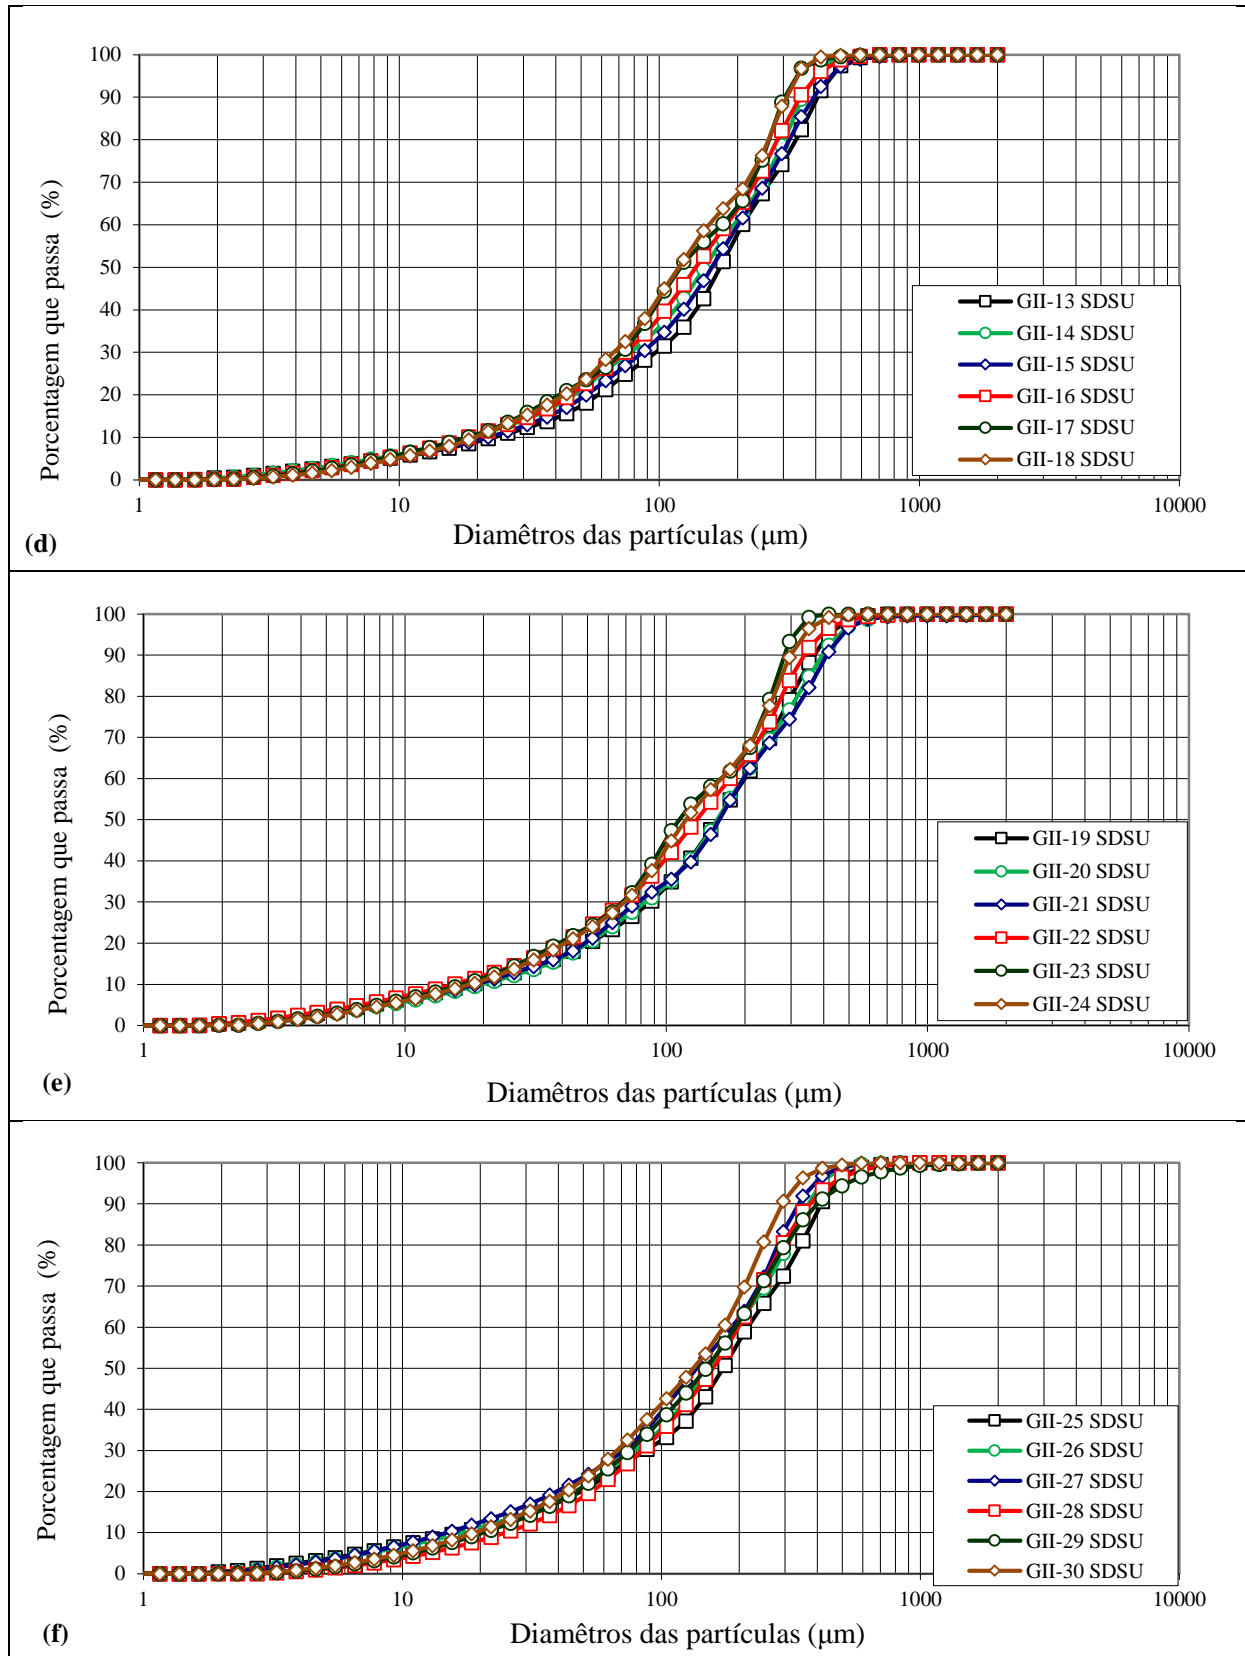 100
90
80
70
60
50
40
30
20
10
0
Porcentagem que passa (%)
1 10 100 1000 10000
Diamêtros das partículas (μm)
GII-13 SDSU
GII-14 SDSU
GII-15 SDSU
GII-16 SDSU
GII-17 SDSU
GII-18 SDSU
(d)
100
90
80
70
60
50
40
30
20
10
0
Porcentagem que passa (%)
1 10 100 1000 10000
Diamêtros das partículas (μm)
GII-19 SDSU
GII-20 SDSU
GII-21 SDSU
GII-22 SDSU
GII-23 SDSU
GII-24 SDSU
(e)
100
90
80
70
60
50
40
30
20
10
0
Porcentagem que passa (%)
1 10 100 1000 10000
Diamêtros das partículas (μm)
GII-25 SDSU
GII-26 SDSU
GII-27 SDSU
GII-28 SDSU
GII-29 SDSU
GII-30 SDSU
(f)